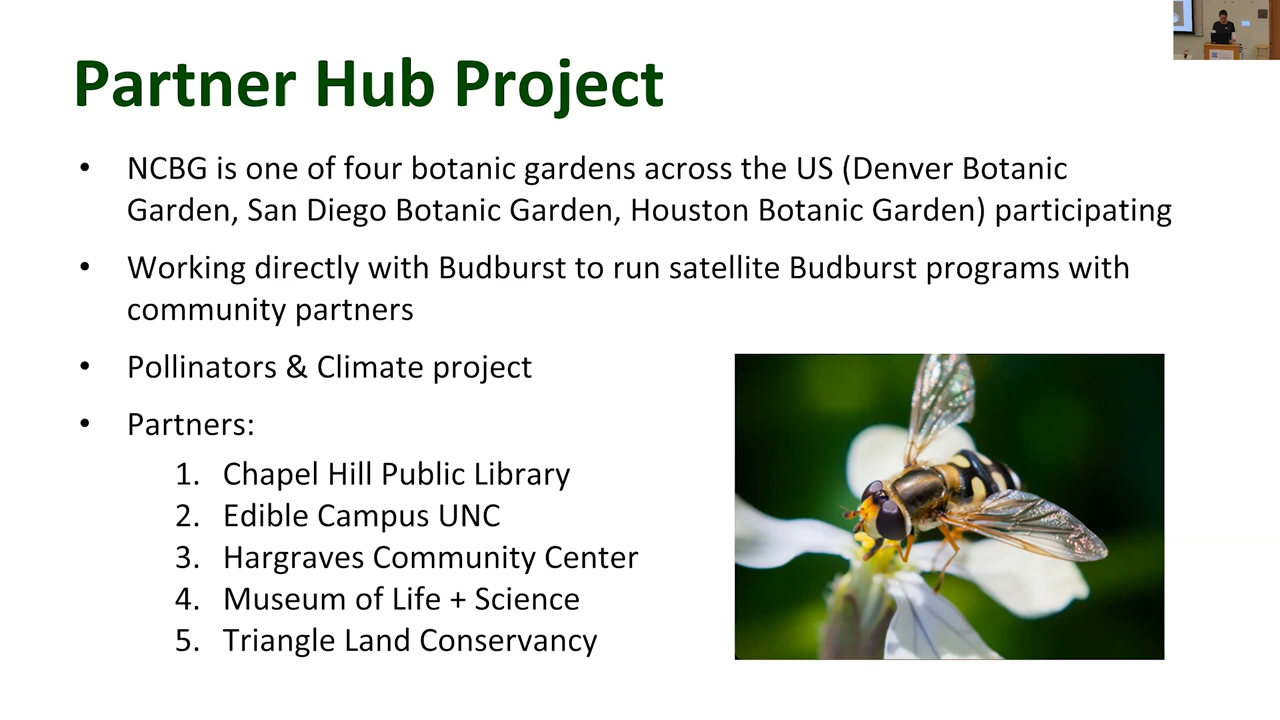 Partner Hub Project
• NCBG is one of four botanic gardens across the US (Denver Botanic
Garden, San Diego Botanic Garden, Houston Botanic Garden) participating
• Working directly with Budburst to run satellite Budburst programs with
community partners
• Pollinators & Climate project
• Partners:
1. Chapel Hill Public Library
2. Edible Campus UNC
3. Hargraves Community Center
4. Museum of Life + Science
5. Triangle Land Conservancy